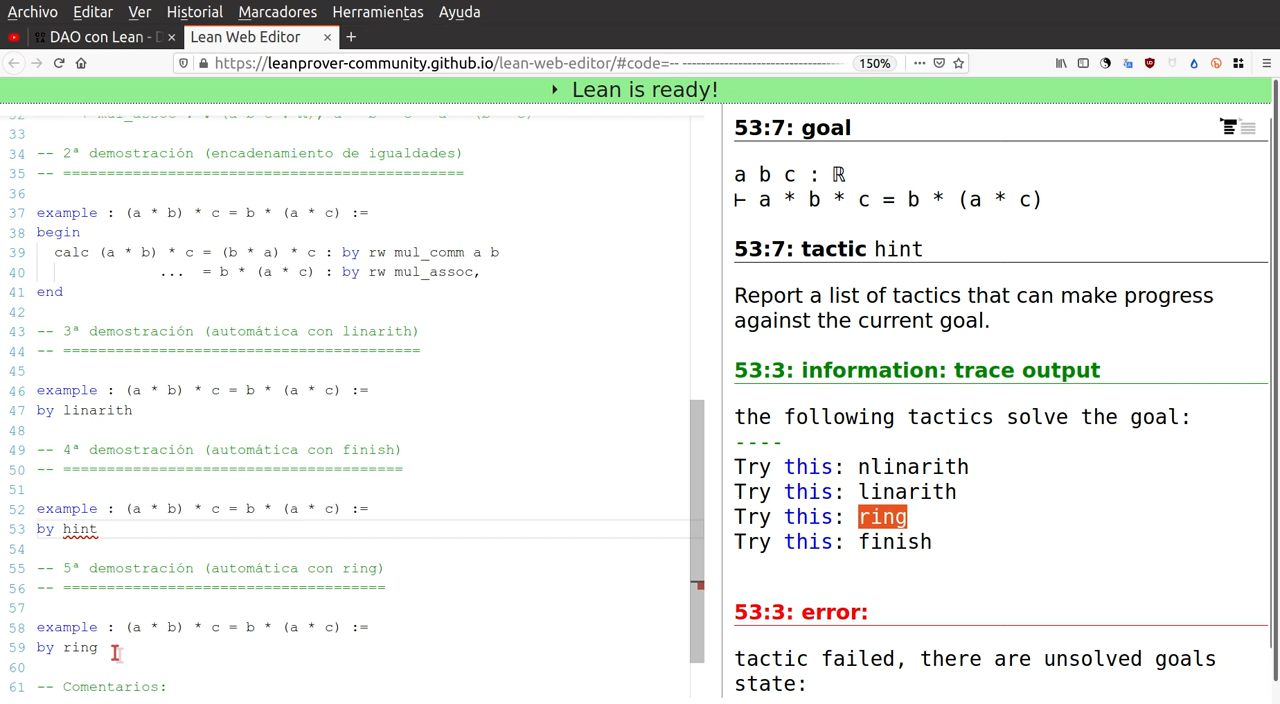 Archivo Editar Ver Historial Marcadores Herramientas Ayuda
DAO con Lean - Lean Web Editor
https://leanprover-community.github.io/lean-web-editor/#code=-- 150%
Lean is ready!
33
34 -- 2ª demostración (encadenamiento de igualdades)
35 -- ==============================================
36
37 example : (a * b) * c = b * (a * c) :=
38 begin
39 calc (a * b) * c = (b * a) * c : by rw mul_comm a b
40 ... = b * (a * c) : by rw mul_assoc,
41 end
42
43 -- 3ª demostración (automática con linarith)
44 -- =========================================
45
46 example : (a * b) * c = b * (a * c) :=
47 by linarith
48
49 -- 4ª demostración (automática con finish)
50 -- =======================================
51
52 example : (a * b) * c = b * (a * c) :=
53 by hint
54
55 -- 5ª demostración (automática con ring)
56 -- =====================================
57
58 example : (a * b) * c = b * (a * c) :=
59 by ring
60
61 -- Comentarios:
53:7: goal
a b c : ℝ
⊢ a * b * c = b * (a * c)
53:7: tactic hint
Report a list of tactics that can make progress
against the current goal.
53:3: information: trace output
the following tactics solve the goal:
----
Try this: nlinarith
Try this: linarith
Try this: ring
Try this: finish
53:3: error:
tactic failed, there are unsolved goals
state: